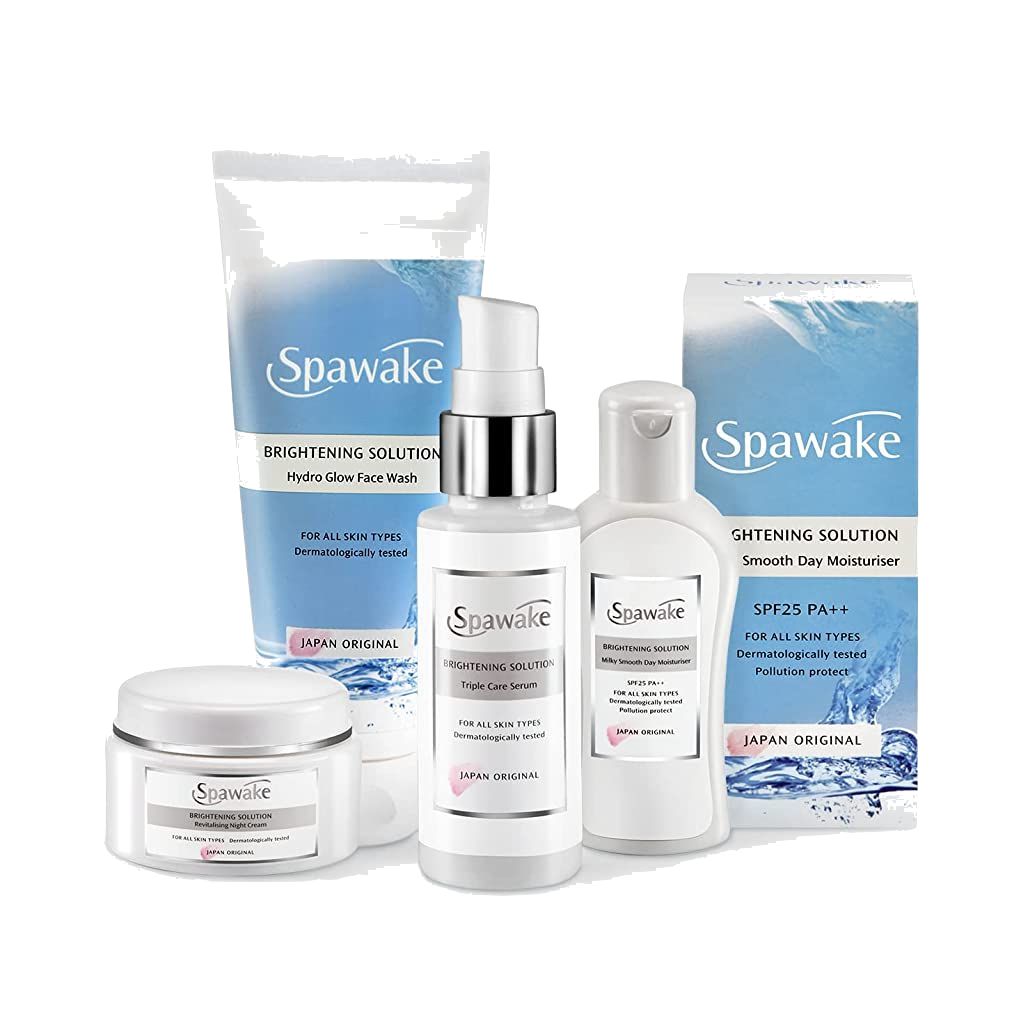 Spawake
BRIGHTENING SOLUTION
Hydro Glow Face Wash
FOR ALL SKIN TYPES
Dermatologically tested
JAPAN ORIGINAL
Spawake
BRIGHTENING SOLUTION
Revitalising Night Cream
FOR ALL SKIN TYPES Dermatologically tested
JAPAN ORIGINAL
Spawake
BRIGHTENING SOLUTION
Triple Care Serum
FOR ALL SKIN TYPES
Dermatologically tested
JAPAN ORIGINAL
Spawake
BRIGHTENING SOLUTION
Milky Smooth Day Moisturiser
SPF25 PA++
FOR ALL SKIN TYPES
Dermatologically tested
Pollution protect
JAPAN ORIGINAL
Spawake
Spawake
GHTENING SOLUTION
Smooth Day Moisturiser
SPF25 PA++
FOR ALL SKIN TYPES
Dermatologically tested
Pollution protect
JAPAN ORIGINAL